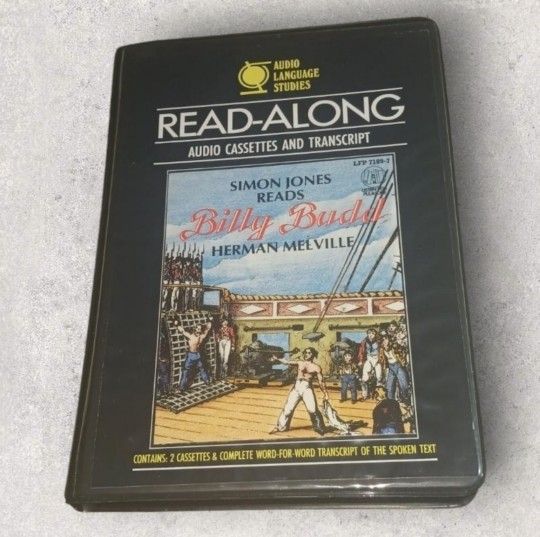 AUDIO
LANGUAGE
STUDIES
READ-ALONG
AUDIO CASSETTES AND TRANSCRIPT
LFP 7189-2
SIMON JONES
READS
Billy Budd
HERMAN MELVILLE
CONTAINS: 2 CASSETTES & COMPLETE WORD-FOR-WORD TRANSCRIPT OF THE SPOKEN TEXT